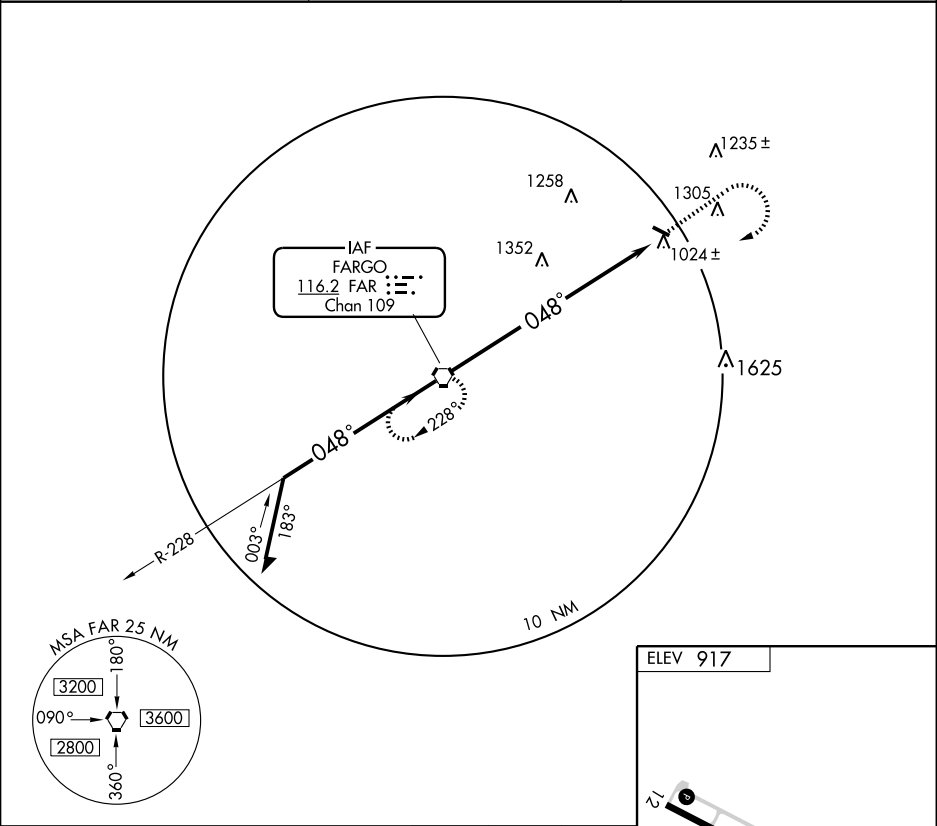 1235 ±
1258
1305
1352
1024 ±
IAF
FARGO
116.2 FAR
Chan 109
048°
1625
228°
048°
003°
183°
R-228
10 NM
MSA FAR 25 NM
180°
3200
090°
3600
2800
360°
ELEV 917
12
P